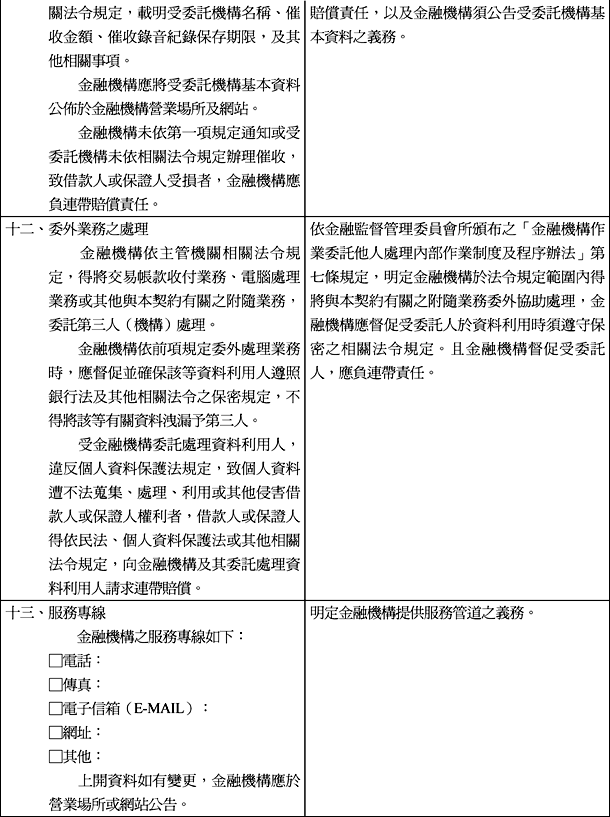 關法令規定，載明受委託機構名稱、催
收金額、催收錄音紀錄保存期限，及其
他相關事項。
金融機構應將受委託機構基本資料
公佈於金融機構營業場所及網站。
金融機構未依第一項規定通知或受
委託機構未依相關法令規定辦理催收，
致借款人或保證人受損者，金融機構應
負連帶賠償責任。
賠償責任，以及金融機構須公告受委託機構基
本資料之義務。
十二、委外業務之處理
金融機構依主管機關相關法令規
定，得將交易帳款收付業務、電腦處理
業務或其他與本契約有關之附隨業務，
委託第三人（機構）處理。
金融機構依前項規定委外處理業務
時，應督促並確保該等資料利用人遵照
銀行法及其他相關法令之保密規定，不
得將該等有關資料洩漏予第三人。
受金融機構委託處理資料利用人，
違反個人資料保護法規定，致個人資料
遭不法蒐集、處理、利用或其他侵害借
款人或保證人權利者，借款人或保證人
得依民法、個人資料保護法或其他相關
法令規定，向金融機構及其委託處理資
料利用人請求連帶賠償。
依金融監督管理委員會所頒布之「金融機構作
業委託他人處理內部作業制度及程序辦法」第
七條規定，明定金融機構於法令規定範圍內得
將與本契約有關之附隨業務委外協助處理，金
融機構應督促受委託人於資料利用時須遵守保
密之相關法令規定。且金融機構督促受委託
人，應負連帶責任。
十三、服務專線
金融機構之服務專線如下：
□電話：
□傳真：
□電子信箱（E-MAIL）：
□網址：
□其他：
上開資料如有變更，金融機構應於
營業場所或網站公告。
明定金融機構提供服務管道之義務。